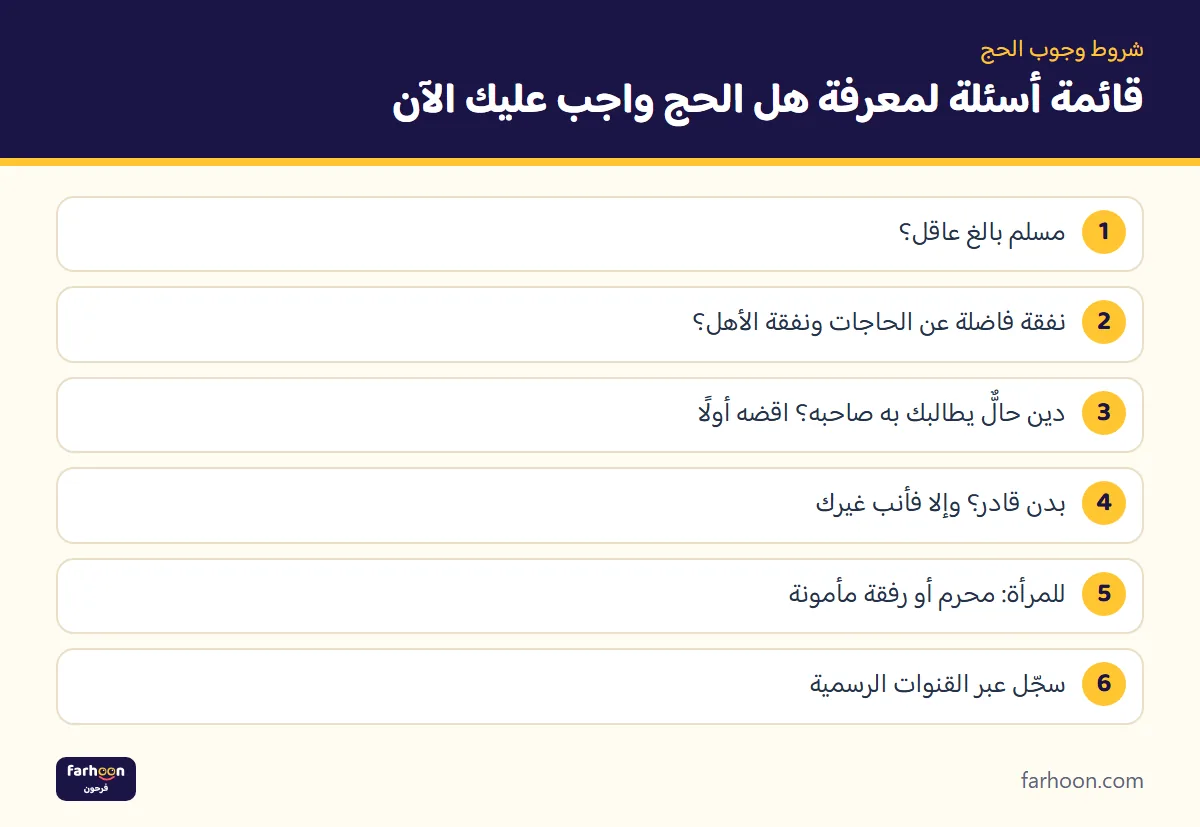 شروط وجوب الحج
قائمة أسئلة لمعرفة هل الحج واجب عليك الآن
1 مسلم بالغ عاقل؟
2 نفقة فاضلة عن الحاجات ونفقة الأهل؟
3 دين حالٌّ يطالبك به صاحبه؟ اقضه أولًا
4 بدن قادر؟ وإلا فأنب غيرك
5 للمرأة: محرم أو رفقة مأمونة
6 سجّل عبر القنوات الرسمية
farhoon.com
farhoon
فرحون